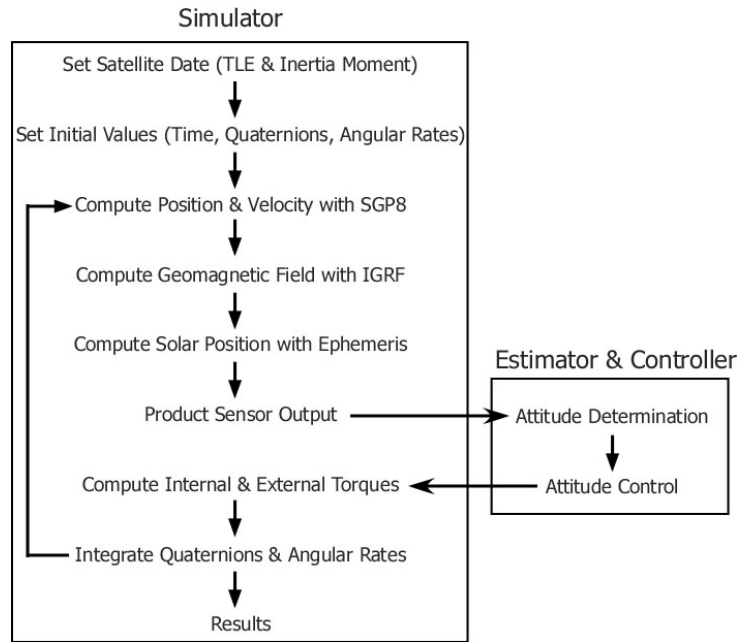 Simulator
Set Satellite Date (TLE & Inertia Moment)
Set Initial Values (Time, Quaternions, Angular Rates)
Compute Position & Velocity with SGP8
Compute Geomagnetic Field with IGRF
Compute Solar Position with Ephemeris
Product Sensor Output
Compute Internal & External Torques
Integrate Quaternions & Angular Rates
Results
Estimator & Controller
Attitude Determination
Attitude Control